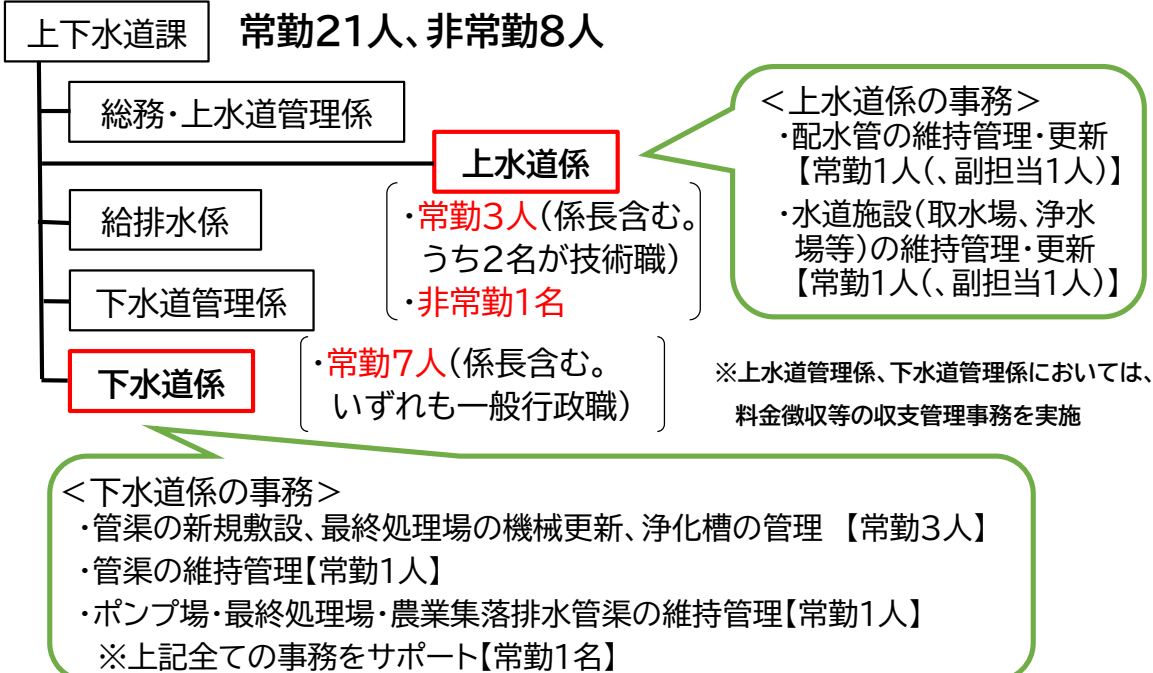 上下水道課
常勤21人、非常勤8人
総務・上水道管理係
上水道係
・常勤3人(係長含む。
うち2名が技術職)
・非常勤1名
<上水道係の事務>
・配水管の維持管理・更新
【常勤1人(、副担当1人)】
・水道施設(取水場、浄水
場等)の維持管理・更新
【常勤1人(、副担当1人)】
給排水係
下水道管理係
下水道係
・常勤7人(係長含む。
いずれも一般行政職)
※上水道管理係、下水道管理係においては、
料金徴収等の収支管理事務を実施
<下水道係の事務>
・管渠の新規敷設、最終処理場の機械更新、浄化槽の管理 【常勤3人】
・管渠の維持管理【常勤1人】
・ポンプ場・最終処理場・農業集落排水管渠の維持管理【常勤1人】
※上記全ての事務をサポート【常勤1名】